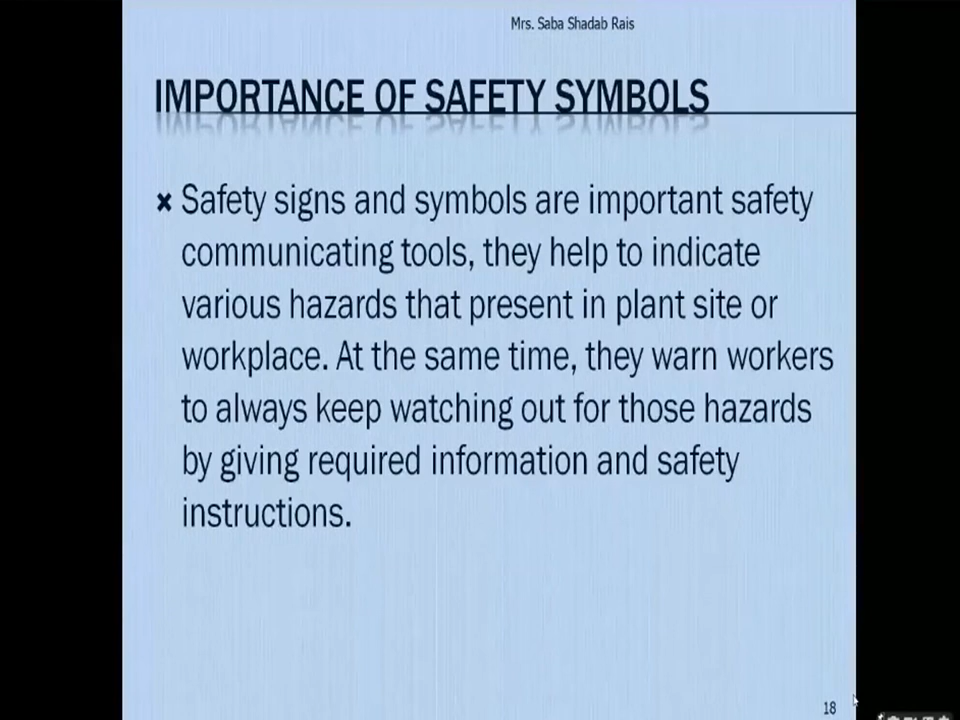 Mrs. Saba Shadab Rais
IMPORTANCE OF SAFETY SYMBOLS
Safety signs and symbols are important safety
communicating tools, they help to indicate
various hazards that present in plant site or
workplace. At the same time, they warn workers
to always keep watching out for those hazards
by giving required information and safety
instructions.
18